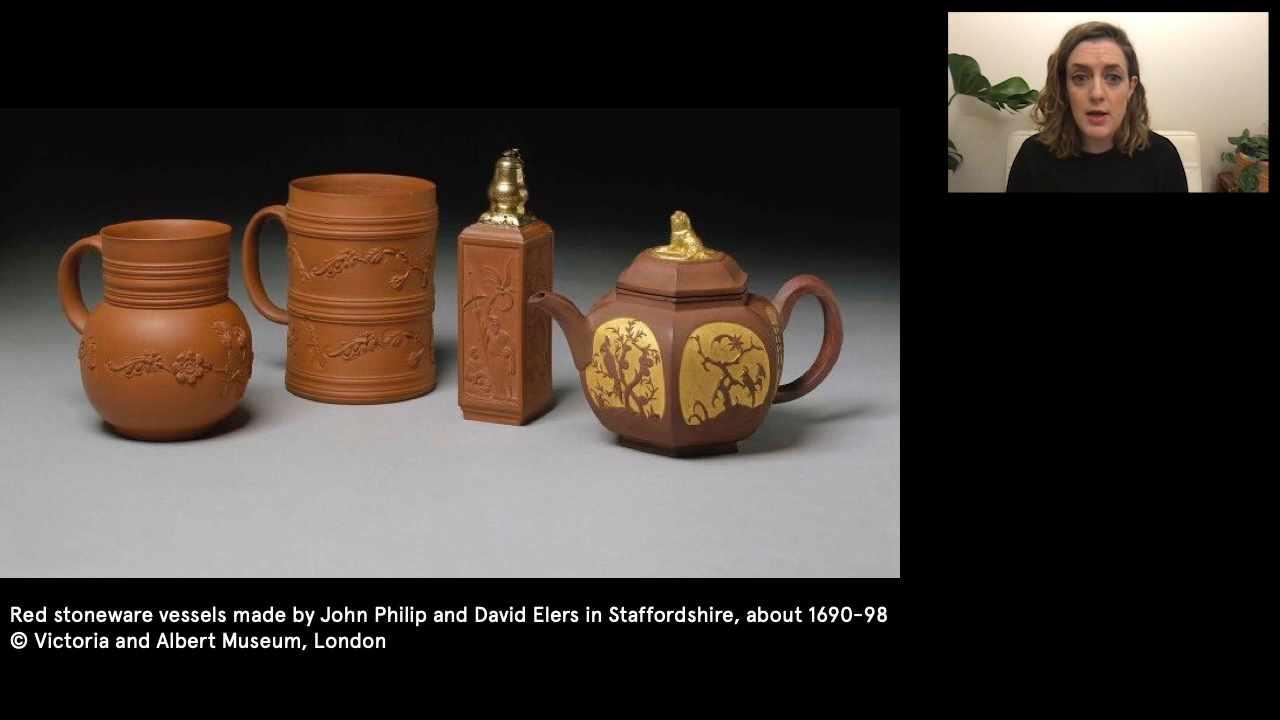 Red stoneware vessels made by John Philip and David Elers in Staffordshire, about 1690-98
© Victoria and Albert Museum, London